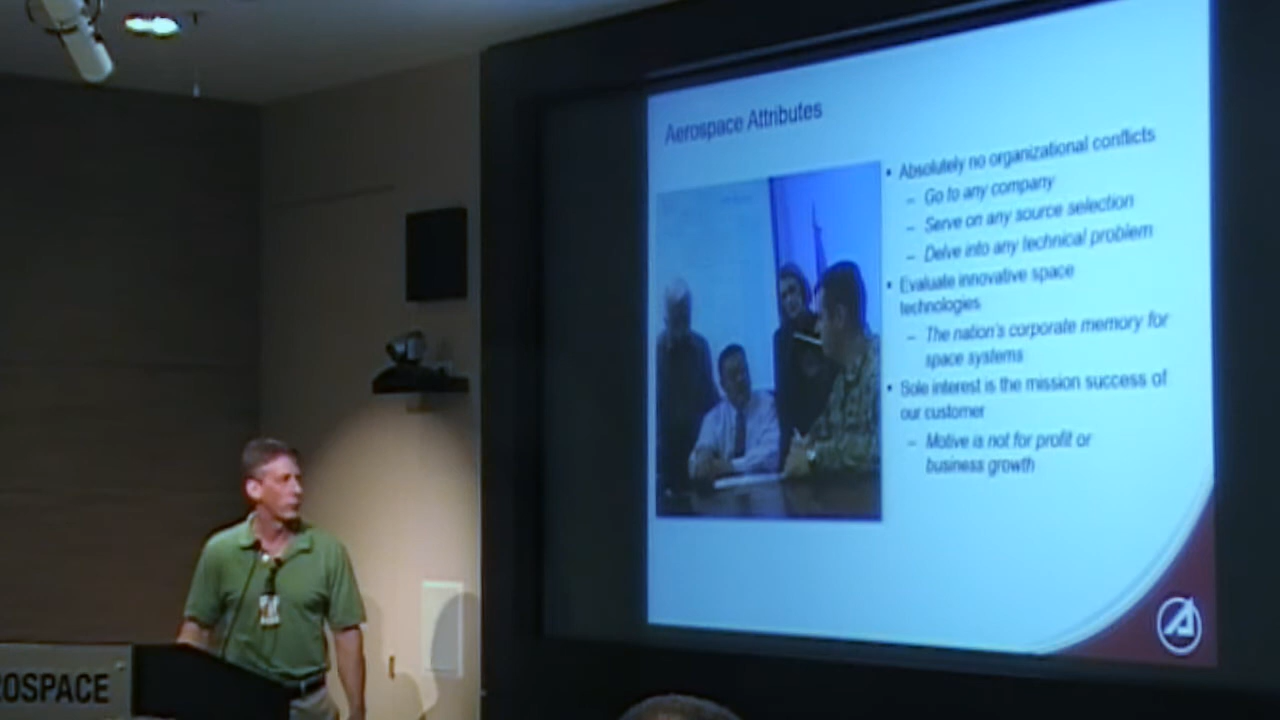 Aerospace Attributes
• Absolutely no organizational conflicts
– Go to any company
– Serve on any source selection
– Delve into any technical problem
• Evaluate innovative space
technologies
– The nation's corporate memory for
space systems
• Sole interest is the mission success of
our customer
– Motive is not for profit or
business growth
ROSPACE